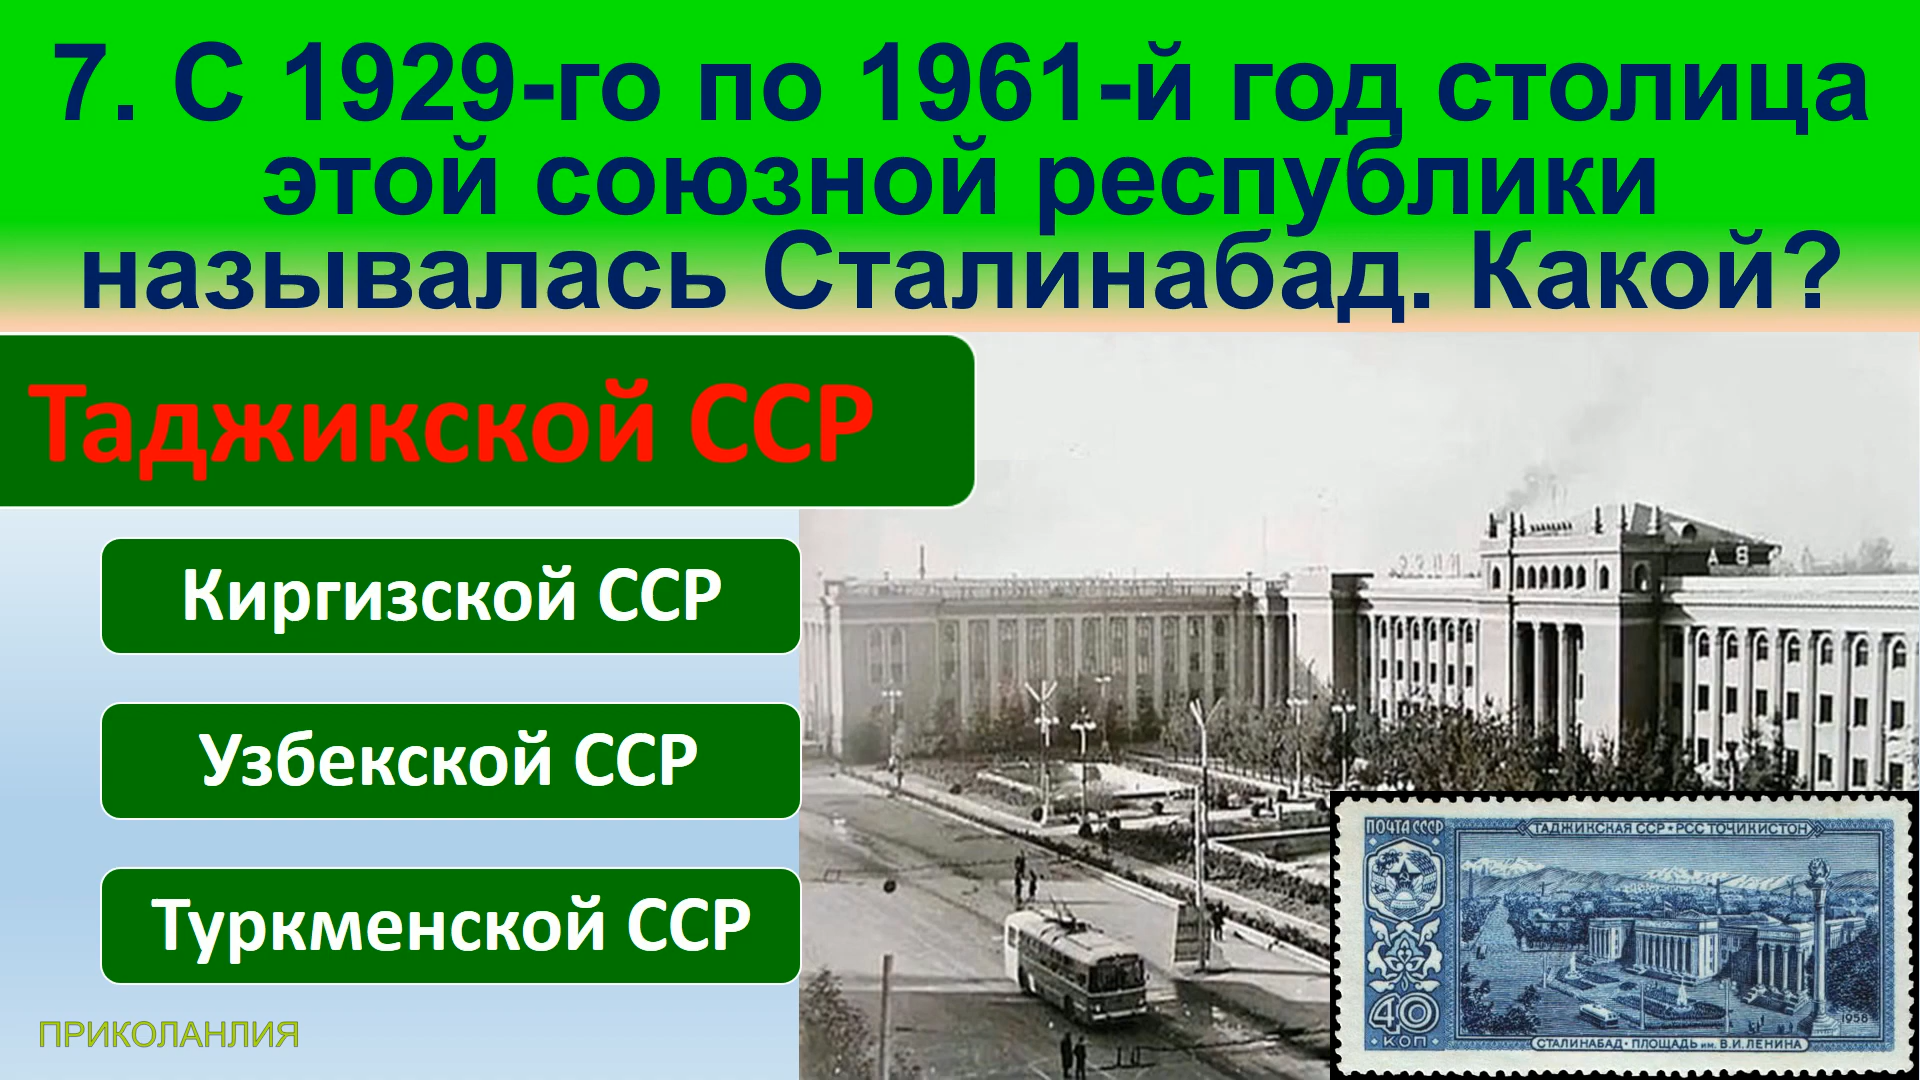 7. С 1929-го по 1961-й год столица
этой союзной республики
называлась Сталинабад. Какой?
Таджикской ССР
Киргизской ССР
Узбекской ССР
Туркменской ССР
ПРИКОЛАНЛИЯ
ПОЧТА СССР
ТАДЖИКСКАЯ ССР • РСС ТОҶИКИСТОН
40
КОП
1958
СТАЛИНАБАД • ПЛОЩАДЬ им. В.И. ЛЕНИНА